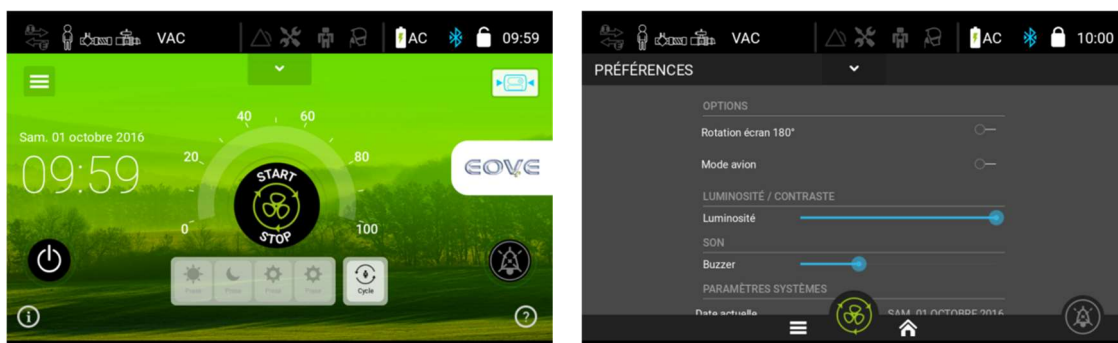 VAC
AC
09:59
40
60
Sam. 01 octobre 2016
09:59
20
80
EOVE
START
STOP
0
100
Cycle
VAC
AC
10:00
PRÉFÉRENCES
OPTIONS
Rotation écran 180°
Mode avion
LUMINOSITÉ / CONTRASTE
Luminosité
SON
Buzzer
PARAMÈTRES SYSTÈMES
Date actuelle
SAM. 01 OCTOBRE 2016